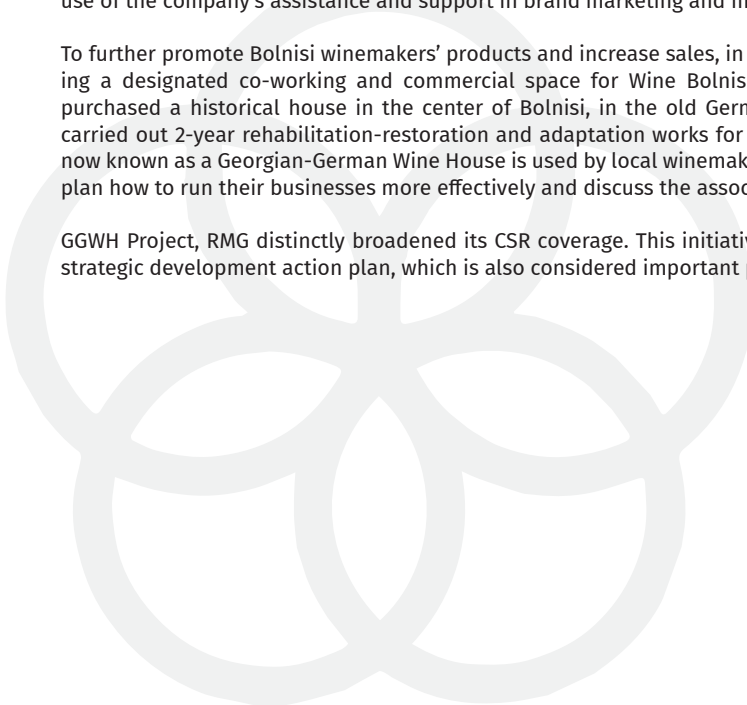 use of the company's assistance and support in brand marketing and
To further promote Bolnisi winemakers’ products and increase sales, in
ing a designated co-working and commercial space for Wine Bolnis
purchased a historical house in the center of Bolnisi, in the old Germ
carried out 2-year rehabilitation-restoration and adaptation works for
now known as a Georgian-German Wine House is used by local winemak
plan how to run their businesses more effectively and discuss the assoc
GGWH Project, RMG distinctly broadened its CSR coverage. This initiativ
strategic development action plan, which is also considered important